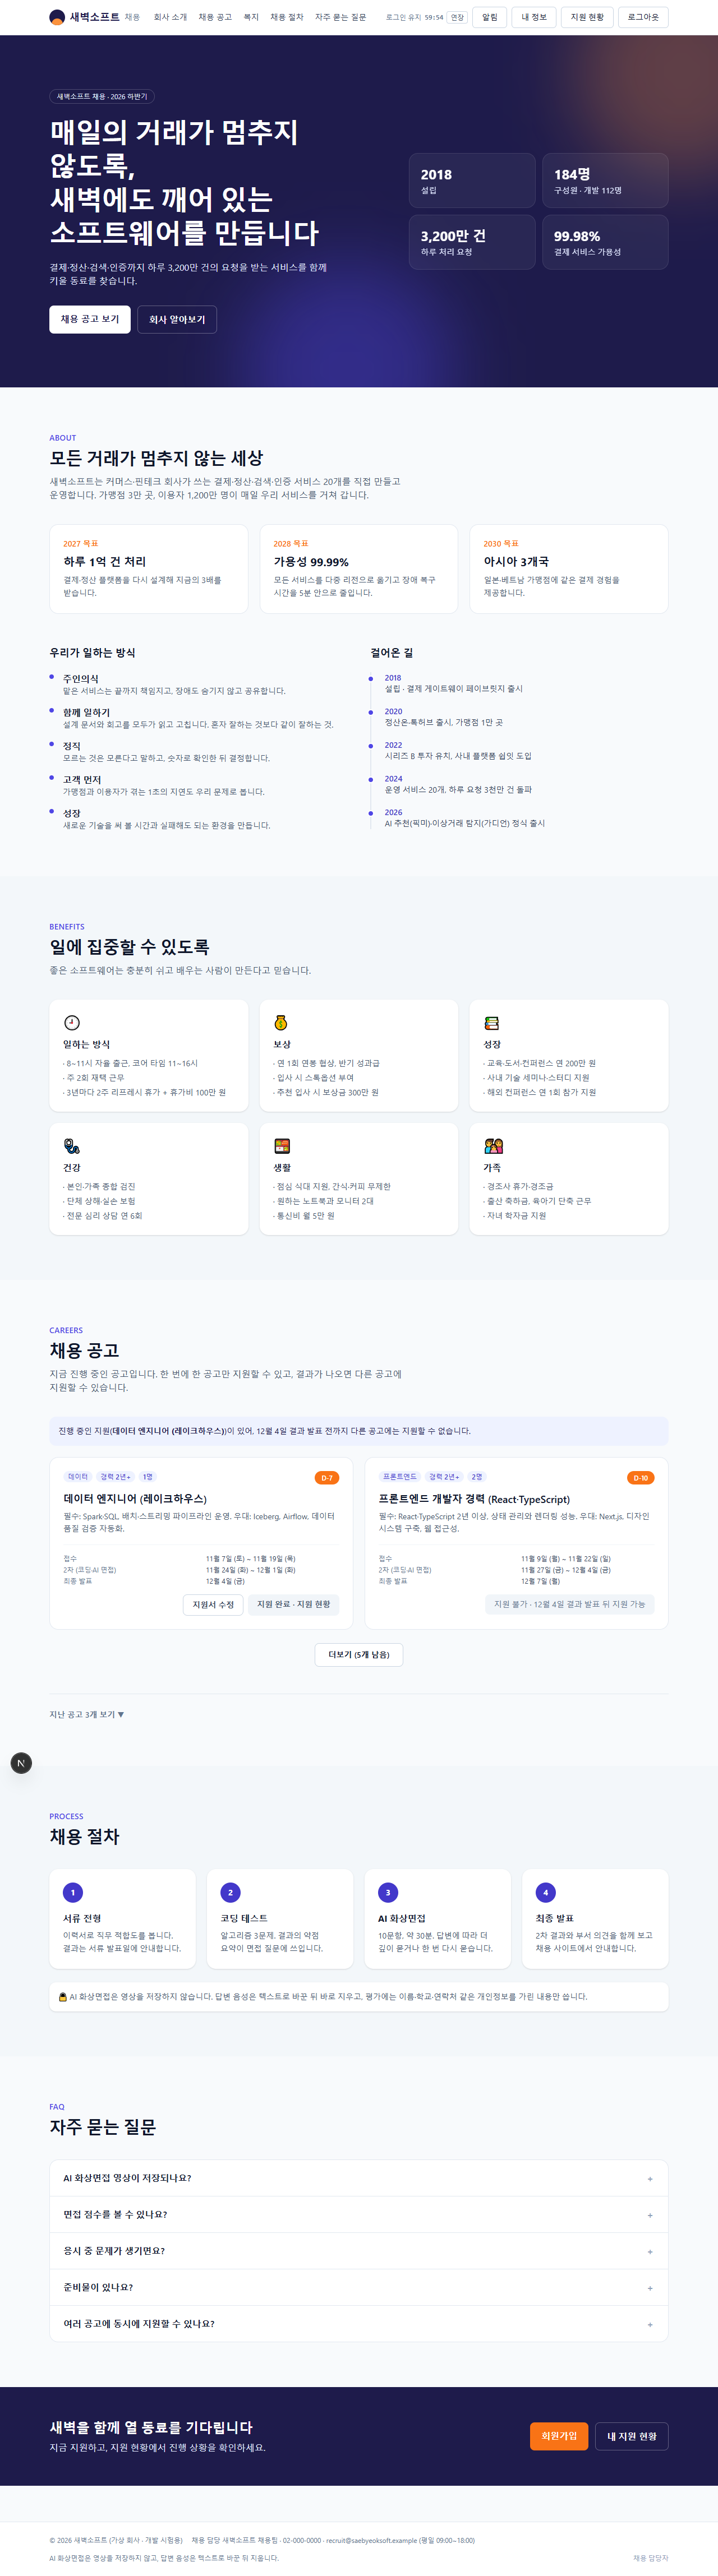 새벽소프트 채용 회사 소개 채용 공고 복지 채용 절차 자주 묻는 질문 로그인 유지 59:54 연장 알림 내 정보 지원 현황 로그아웃
새벽소프트 채용 · 2026 하반기
매일의 거래가 멈추지
않도록,
새벽에도 깨어 있는
소프트웨어를 만듭니다
결제·정산·검색·인증까지 하루 3,200만 건의 요청을 받는 서비스를 함께
키울 동료를 찾습니다.
채용 공고 보기 회사 알아보기
2018
설립
184명
구성원 · 개발 112명
3,200만 건
하루 처리 요청
99.98%
결제 서비스 가용성
ABOUT
모든 거래가 멈추지 않는 세상
새벽소프트는 커머스·핀테크 회사가 쓰는 결제·정산·검색·인증 서비스 20개를 직접 만들고
운영합니다. 가맹점 3만 곳, 이용자 1,200만 명이 매일 우리 서비스를 거쳐 갑니다.
2027 목표
하루 1억 건 처리
결제·정산 플랫폼을 다시 설계해 지금의 3배를
받습니다.
2028 목표
가용성 99.99%
모든 서비스를 다중 리전으로 옮기고 장애 복구
시간을 5분 안으로 줄입니다.
2030 목표
아시아 3개국
일본·베트남 가맹점에 같은 결제 경험을
제공합니다.
우리가 일하는 방식
주인의식
맡은 서비스는 끝까지 책임지고, 장애도 숨기지 않고 공유합니다.
함께 일하기
설계 문서와 회고를 모두가 읽고 고칩니다. 혼자 잘하는 것보다 같이 잘하는 것.
정직
모르는 것은 모른다고 말하고, 숫자로 확인한 뒤 결정합니다.
고객 먼저
가맹점과 이용자가 겪는 1초의 지연도 우리 문제로 봅니다.
성장
새로운 기술을 써 볼 시간과 실패해도 되는 환경을 만듭니다.
걸어온 길
2018
설립 · 결제 게이트웨이 페이브릿지 출시
2020
정산온·톡허브 출시, 가맹점 1만 곳
2022
시리즈 B 투자 유치, 사내 플랫폼 쉽잇 도입
2024
운영 서비스 20개, 하루 요청 3천만 건 돌파
2026
AI 추천(픽미)·이상거래 탐지(가디언) 정식 출시
BENEFITS
일에 집중할 수 있도록
좋은 소프트웨어는 충분히 쉬고 배우는 사람이 만든다고 믿습니다.
일하는 방식
· 8~11시 자율 출근, 코어 타임 11~16시
· 주 2회 재택 근무
· 3년마다 2주 리프레시 휴가 + 휴가비 100만 원
보상
· 연 1회 연봉 협상, 반기 성과급
· 입사 시 스톡옵션 부여
· 추천 입사 시 보상금 300만 원
성장
· 교육·도서·컨퍼런스 연 200만 원
· 사내 기술 세미나·스터디 지원
· 해외 컨퍼런스 연 1회 참가 지원
건강
· 본인·가족 종합 검진
· 단체 상해·실손 보험
· 전문 심리 상담 연 6회
생활
· 점심 식대 지원, 간식·커피 무제한
· 원하는 노트북과 모니터 2대
· 통신비 월 5만 원
가족
· 경조사 휴가·경조금
· 출산 축하금, 육아기 단축 근무
· 자녀 학자금 지원
CAREERS
채용 공고
지금 진행 중인 공고입니다. 한 번에 한 공고만 지원할 수 있고, 결과가 나오면 다른 공고에
지원할 수 있습니다.
진행 중인 지원(데이터 엔지니어 (레이크하우스))이 있어, 12월 4일 결과 발표 전까지 다른 공고에는 지원할 수 없습니다.
데이터 경력 2년+ 1명 D-7
데이터 엔지니어 (레이크하우스)
필수: Spark·SQL, 배치·스트리밍 파이프라인 운영. 우대: Iceberg, Airflow, 데이터
품질 검증 자동화.
접수 11월 7일 (토) ~ 11월 19일 (목)
2차 (코딩·AI 면접) 11월 24일 (화) ~ 12월 1일 (화)
최종 발표 12월 4일 (금)
지원서 수정 지원 완료 · 지원 현황
프론트엔드 경력 2년+ 2명 D-10
프론트엔드 개발자 경력 (React·TypeScript)
필수: React·TypeScript 2년 이상, 상태 관리와 렌더링 성능. 우대: Next.js, 디자인
시스템 구축, 웹 접근성.
접수 11월 9일 (월) ~ 11월 22일 (일)
2차 (코딩·AI 면접) 11월 27일 (금) ~ 12월 4일 (금)
최종 발표 12월 7일 (월)
지원 불가 · 12월 4일 결과 발표 뒤 지원 가능
더보기 (5개 남음)
지난 공고 3개 보기 ▼
N
PROCESS
채용 절차
1
서류 전형
이력서로 직무 적합도를 봅니다.
결과는 서류 발표일에 안내합니다.
2
코딩 테스트
알고리즘 3문제. 결과의 약점
요약이 면접 질문에 쓰입니다.
3
AI 화상면접
10문항, 약 30분. 답변에 따라 더
깊이 묻거나 한 번 다시 묻습니다.
4
최종 발표
2차 결과와 부서 의견을 함께 보고
채용 사이트에서 안내합니다.
AI 화상면접은 영상을 저장하지 않습니다. 답변 음성은 텍스트로 바꾼 뒤 바로 지우고, 평가에는 이름·학교·연락처 같은 개인정보를 가린 내용만 씁니다.
FAQ
자주 묻는 질문
AI 화상면접 영상이 저장되나요? +
면접 점수를 볼 수 있나요? +
응시 중 문제가 생기면요? +
준비물이 있나요? +
여러 공고에 동시에 지원할 수 있나요? +
새벽을 함께 열 동료를 기다립니다
지금 지원하고, 지원 현황에서 진행 상황을 확인하세요.
회원가입 내 지원 현황
© 2026 새벽소프트 (가상 회사 · 개발 시험용) 채용 담당 새벽소프트 채용팀 · 02-000-0000 · recruit@saebyeoksoft.example (평일 09:00~18:00)
AI 화상면접은 영상을 저장하지 않고, 답변 음성은 텍스트로 바꾼 뒤 지웁니다. 채용 담당자